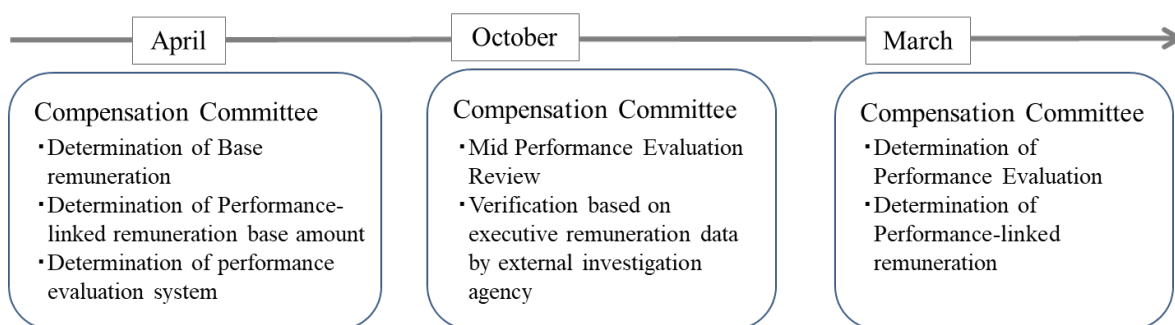 April
October
March
Compensation Committee
・Determination of Base
remuneration
・Determination of Performance-
linked remuneration base amount
・Determination of performance
evaluation system
Compensation Committee
・Mid Performance Evaluation
Review
・Verification based on
executive remuneration data
by external investigation
agency
Compensation Committee
・Determination of
Performance Evaluation
・Determination of
Performance-linked
remuneration